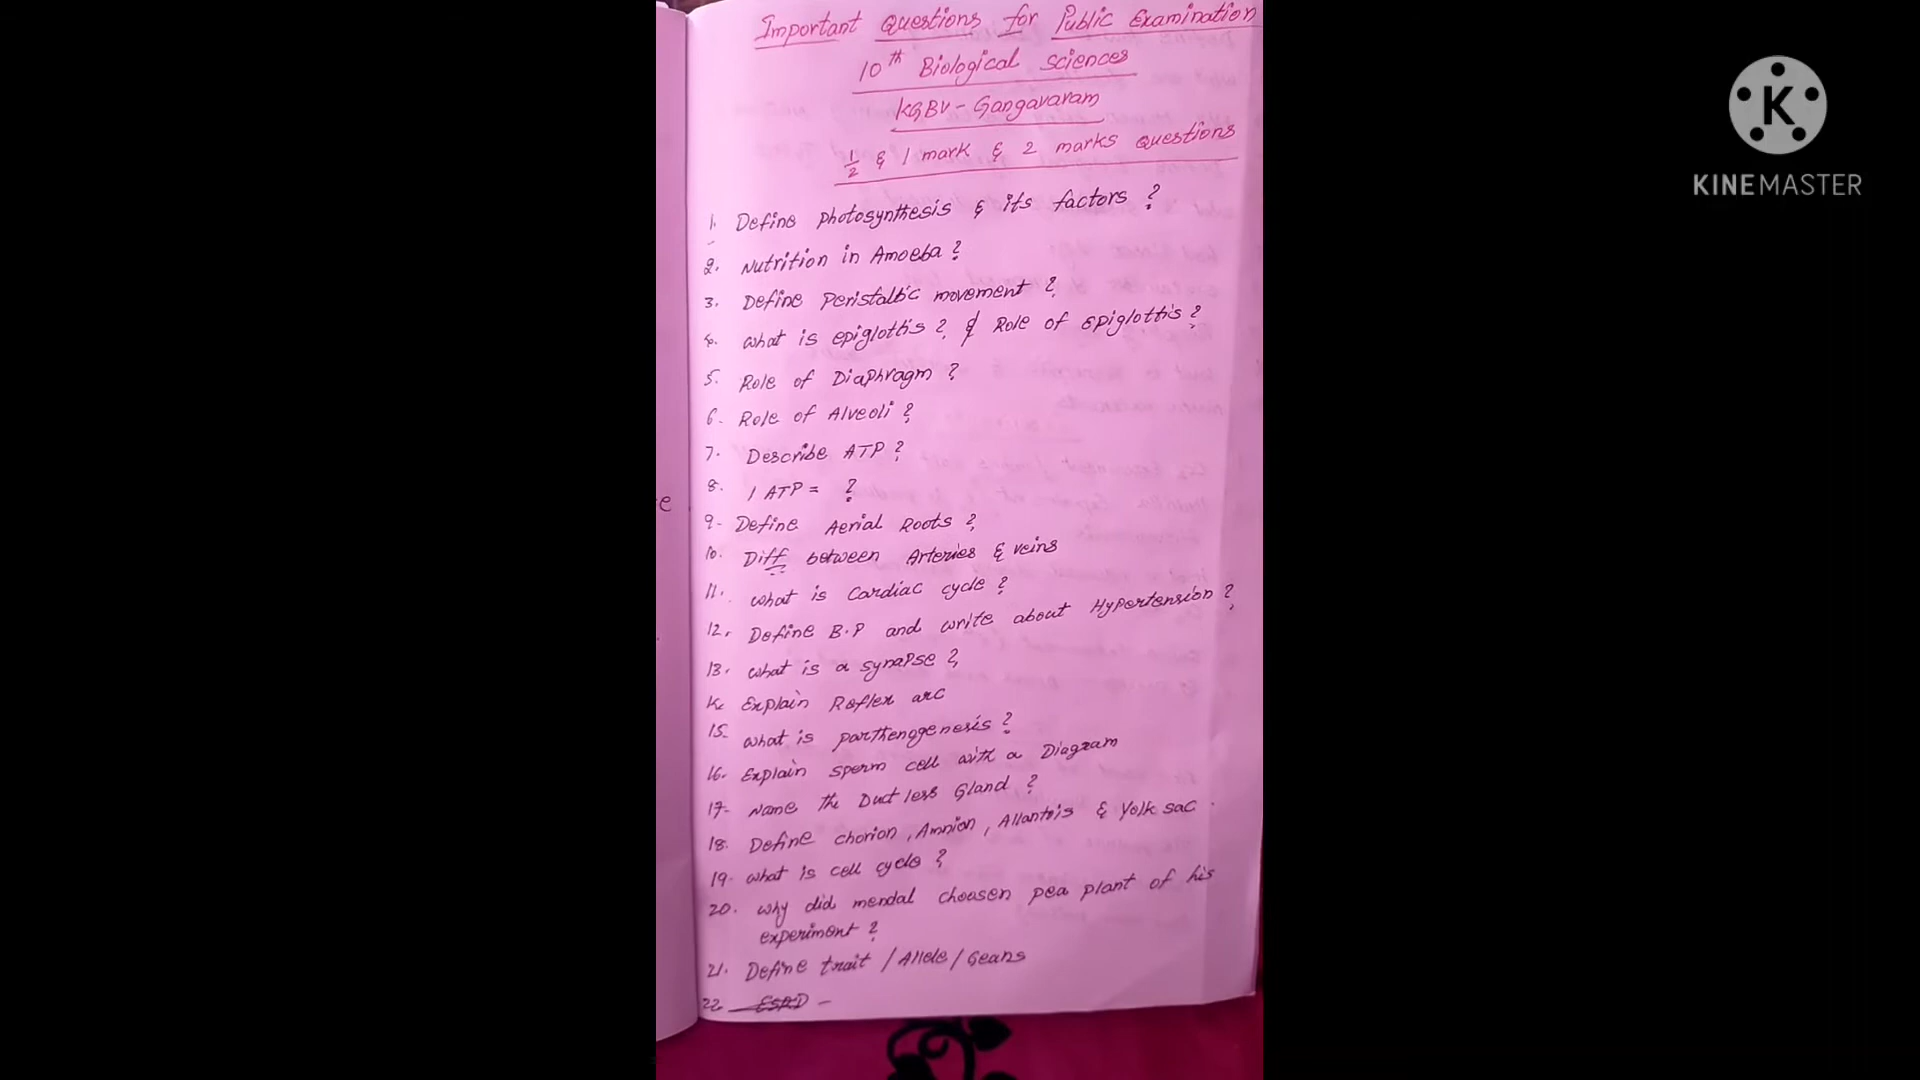 Important Questions for Public Examination
10th Biological Sciences
KGBV - Gangavaram
1/2 & 1 mark & 2 marks questions
1. Define photosynthesis & its factors ?
2. Nutrition in Amoeba ?
3. Define Peristaltic movement ?
4. what is epiglottis ? & Role of Epiglottis ?
5. Role of Diaphragm ?
6. Role of Alveoli ?
7. Describe ATP ?
8. 1 ATP = ?
9. Define Aerial Roots ?
10. Diff between Arteries & veins
11. what is cardiac cycle ?
12. Define B.P and write about Hypertension ?
13. what is a synapse ?
14. Explain Reflex arc
15. what is parthenogenesis ?
16. Explain sperm cell with a Diagram
17. Name the Ductless Gland ?
18. Define chorion, Amnion, Allantois & Yolk sac.
19. what is cell cycle ?
20. why did mendal choosen pea plant of his
experiment ?
21. Define trait / Allele / Geans
22
KINEMASTER